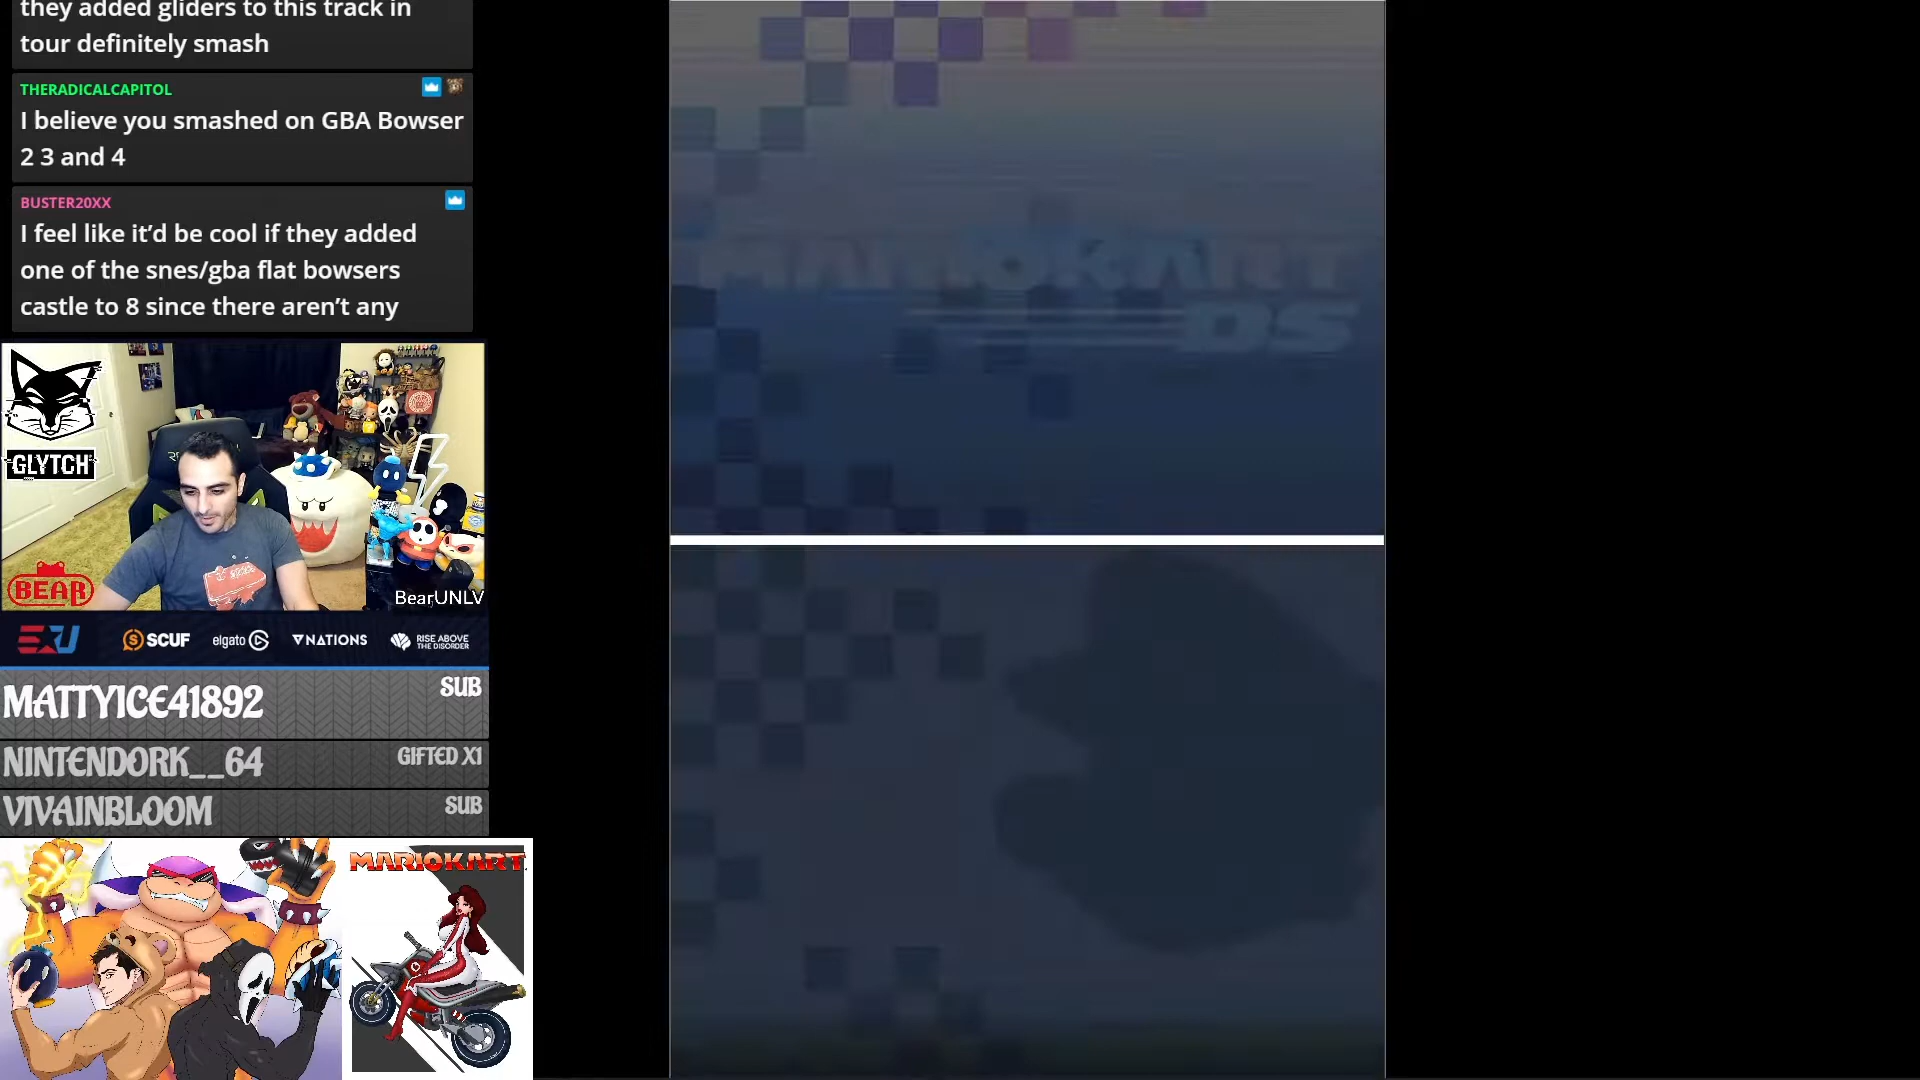 they added gliders to this track in
tour definitely smash
THERADICALCAPITOL
I believe you smashed on GBA Bowser
2 3 and 4
BUSTER20XX
I feel like it’d be cool if they added
one of the snes/gba flat bowsers
castle to 8 since there aren’t any
GLYTCH
BEAR
BearUNLV
EXU SCUF elgato VNATIONS RISE ABOVE
THE DISORDER
MATTYICE41892 SUB
NINTENDORK__64 GIFTED X1
VIVAINBLOOM SUB
MARIOKART
MARIOKART
DS